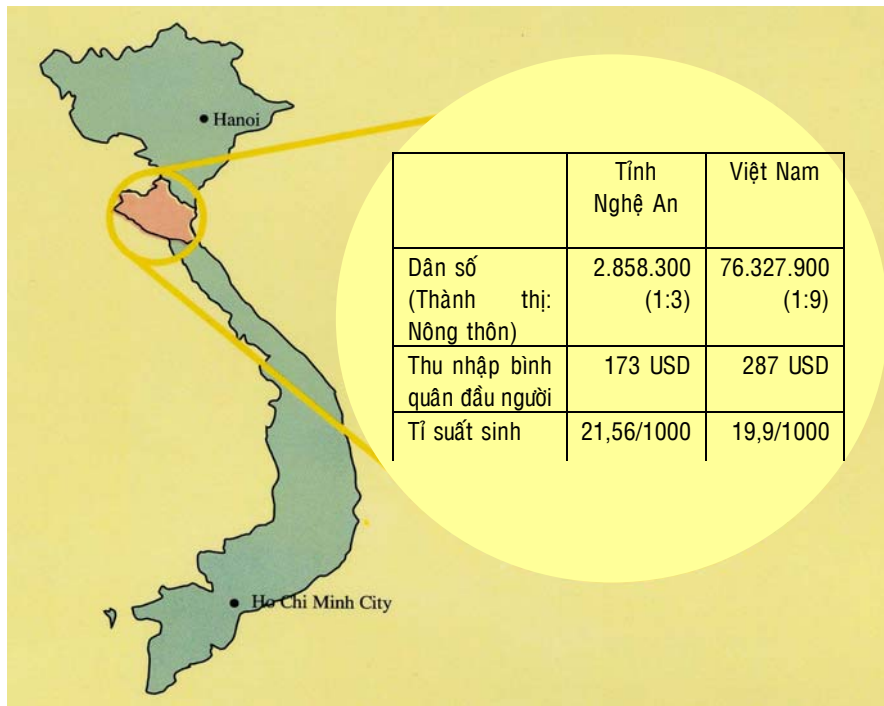 Hanoi
Tỉnh Việt Nam
Nghệ An
Dân số 2.858.300 76.327.900
(Thành thị: (1:3) (1:9)
Nông thôn)
Thu nhập bình 173 USD 287 USD
quân đầu người
Tỉ suất sinh 21,56/1000 19,9/1000
Ho Chi Minh City